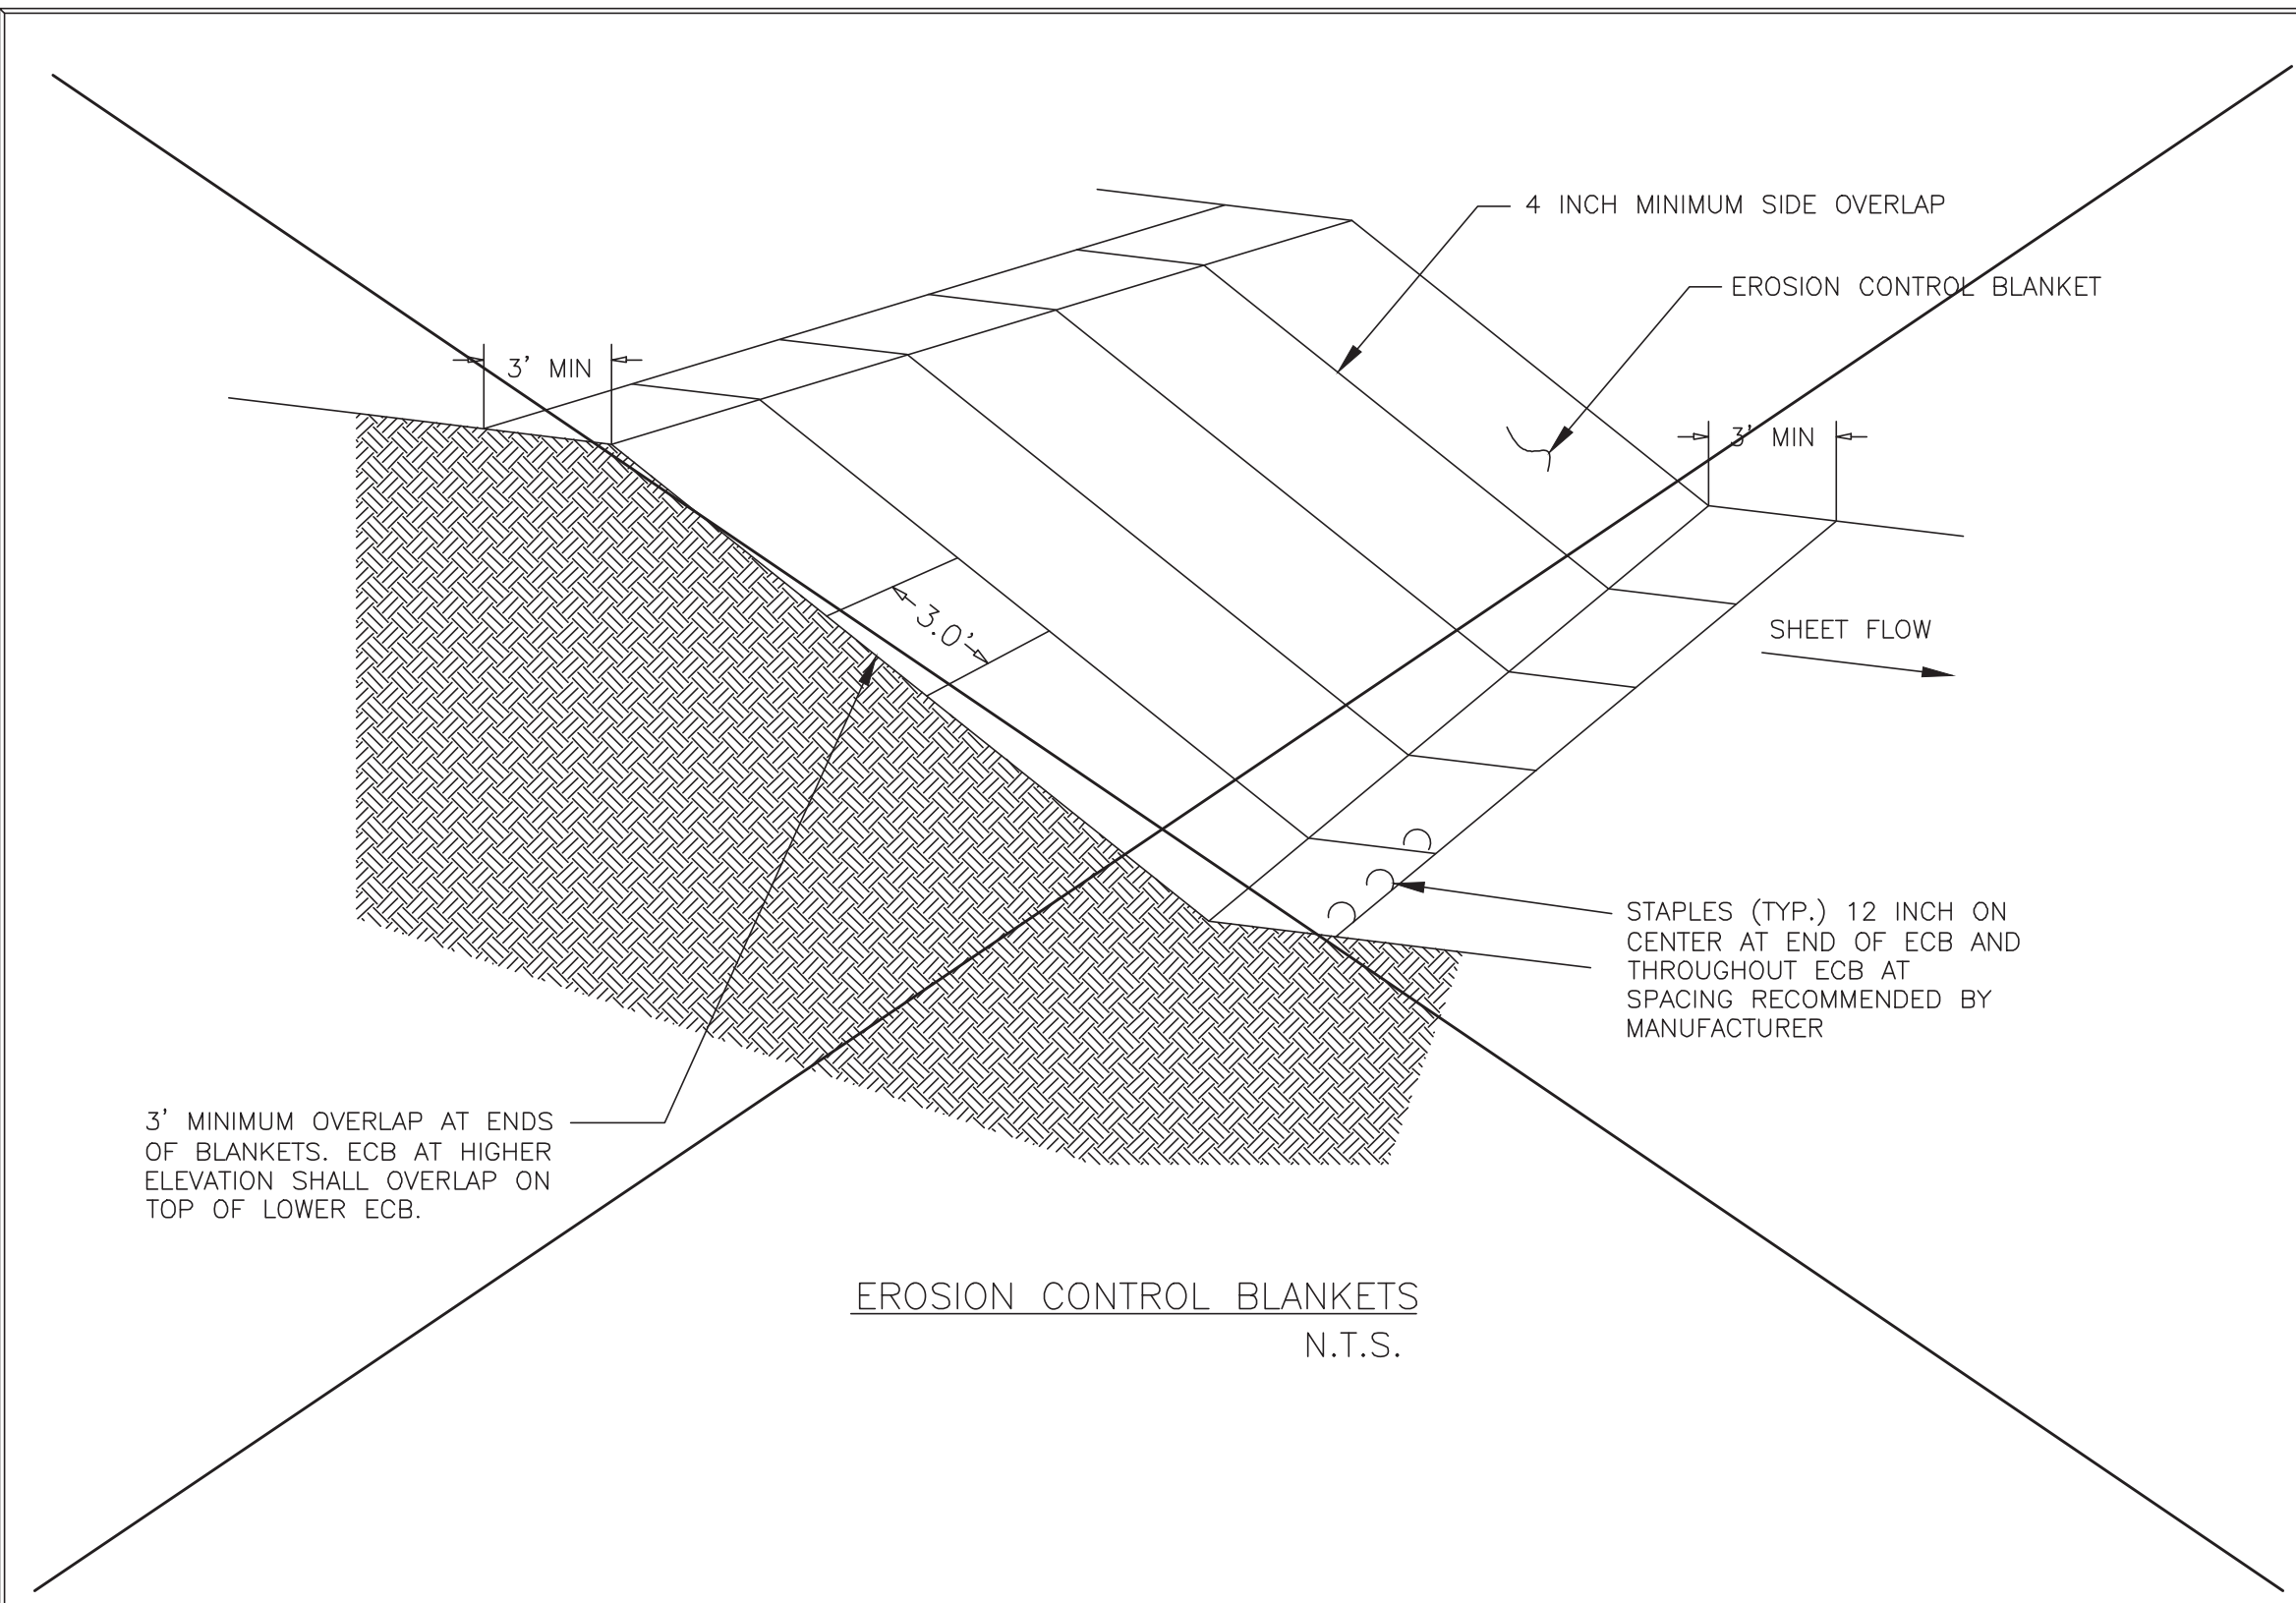 4 INCH MINIMUM SIDE OVERLAP
EROSION CONTROL BLANKET
3' MIN
3' MIN
3.0'
SHEET FLOW
STAPLES (TYP.) 12 INCH ON
CENTER AT END OF ECB AND
THROUGHOUT ECB AT
SPACING RECOMMENDED BY
MANUFACTURER
3' MINIMUM OVERLAP AT ENDS
OF BLANKETS. ECB AT HIGHER
ELEVATION SHALL OVERLAP ON
TOP OF LOWER ECB.
EROSION CONTROL BLANKETS
N.T.S.